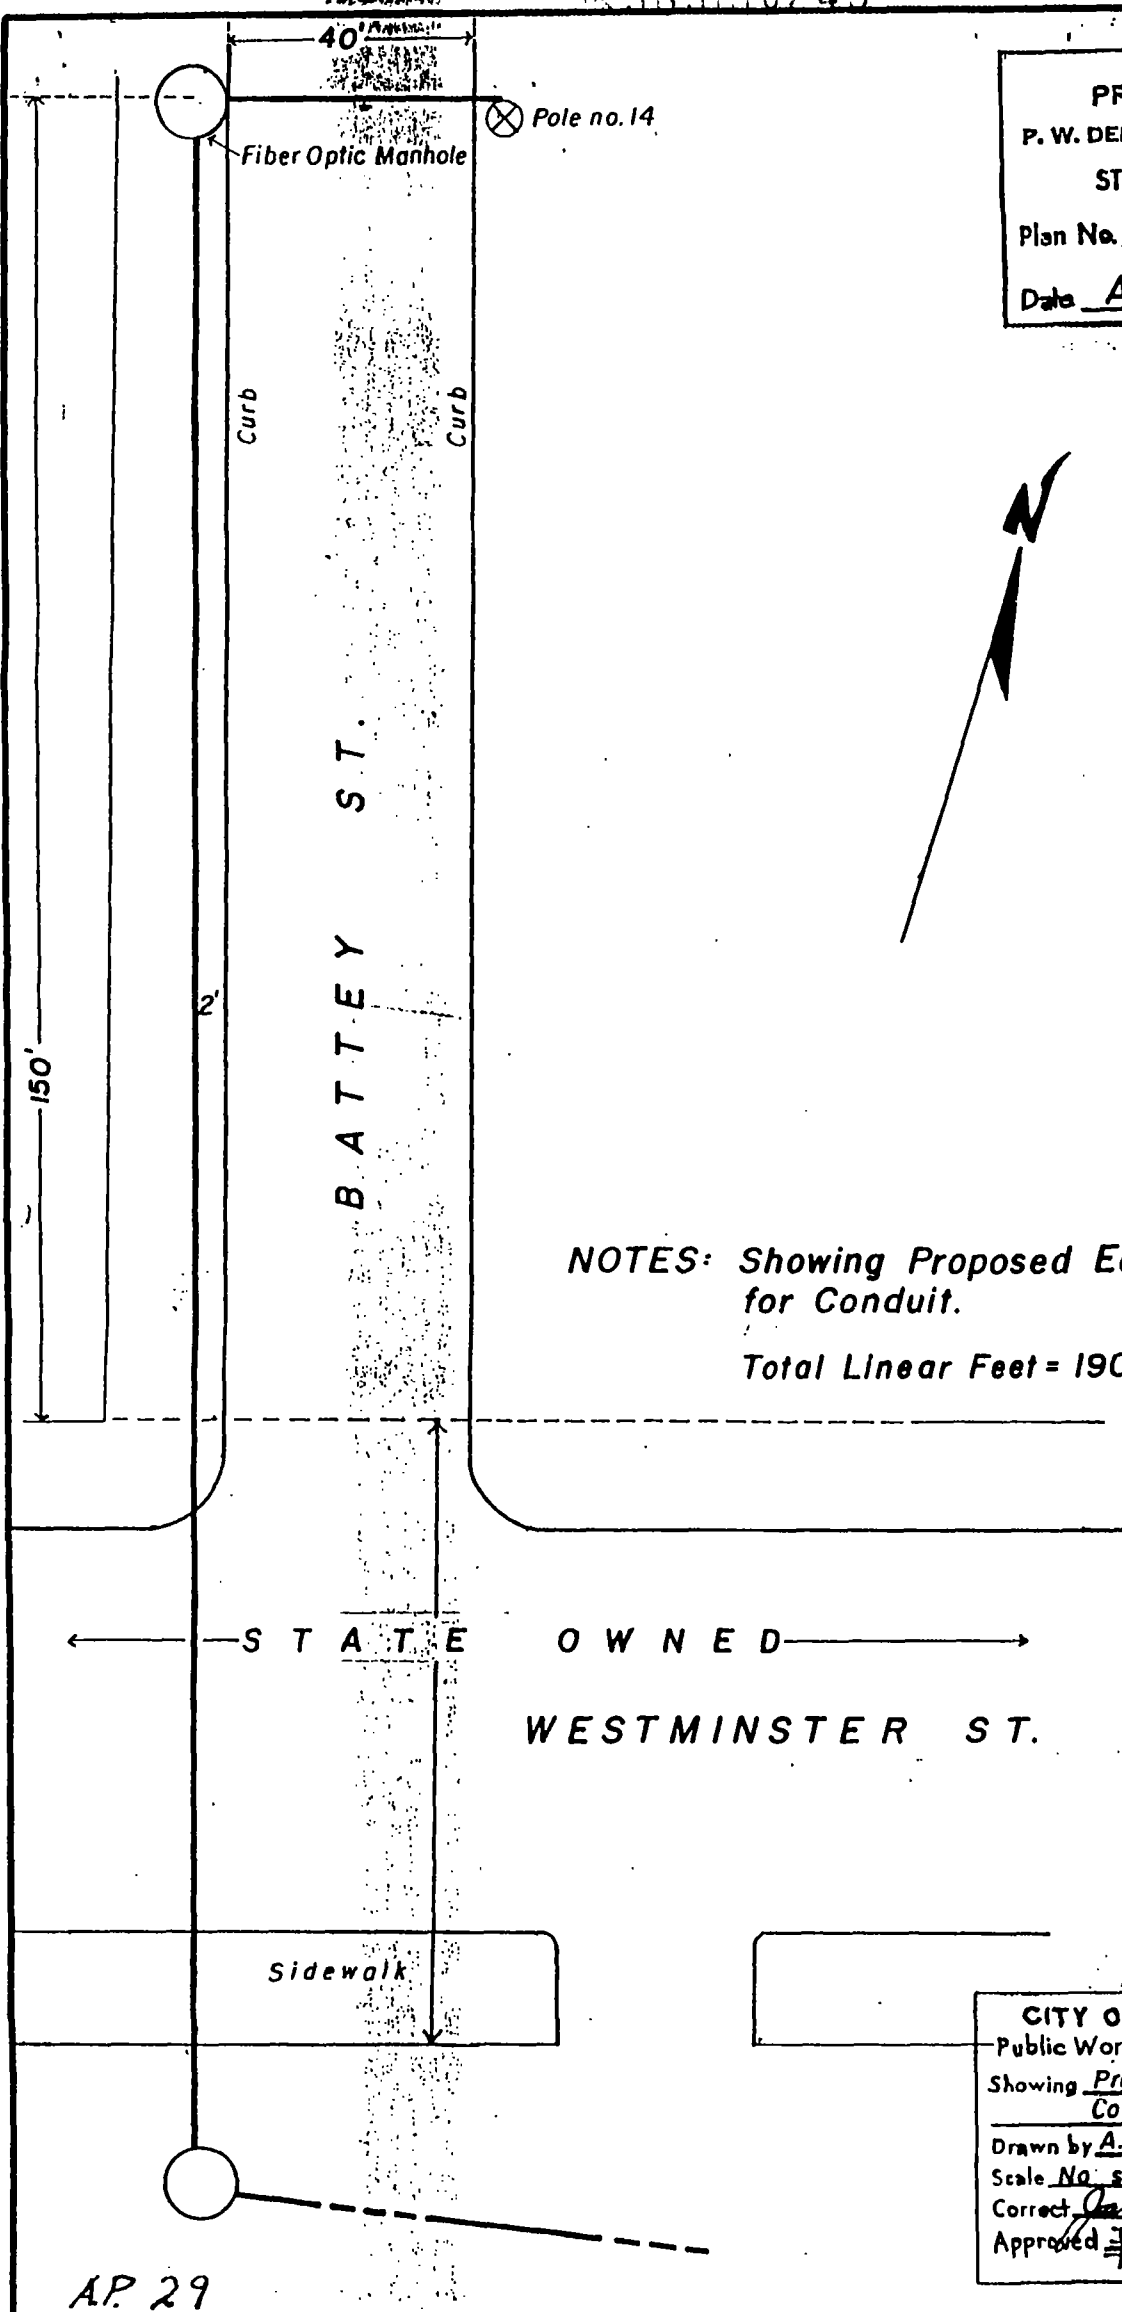 40'
Pole no. 14
Fiber Optic Manhole
P. W. DE
ST
Plan No.
Date A
Curb
Curb
N
2'
150'
BATTEY ST.
NOTES: Showing Proposed E
for Conduit.
Total Linear Feet = 190
STATE OWNED
WESTMINSTER ST.
Sidewalk
CITY O
Public Wor
Showing Pr
Co
Drawn by A.
Scale No s
Correct
Approved
A.P. 29